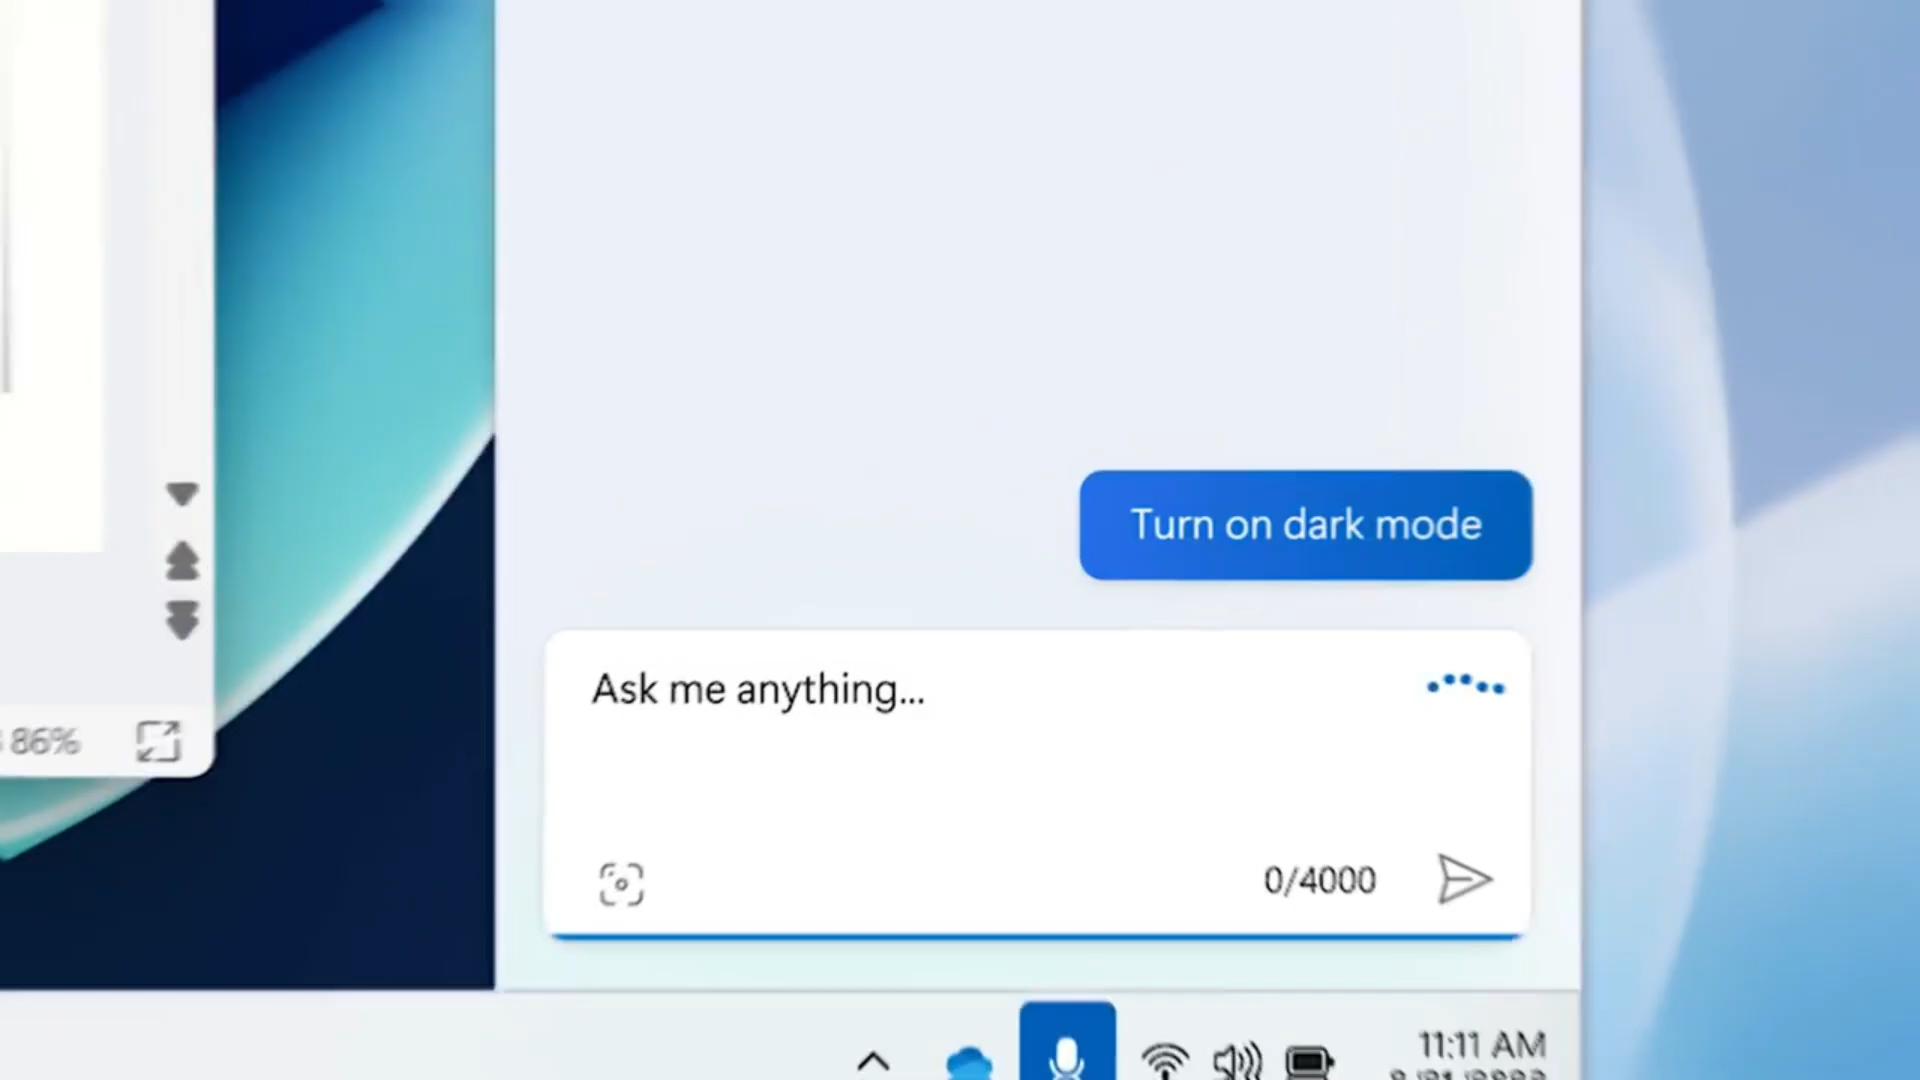 Turn on dark mode
Ask me anything...
86%
0/4000
11:11 AM